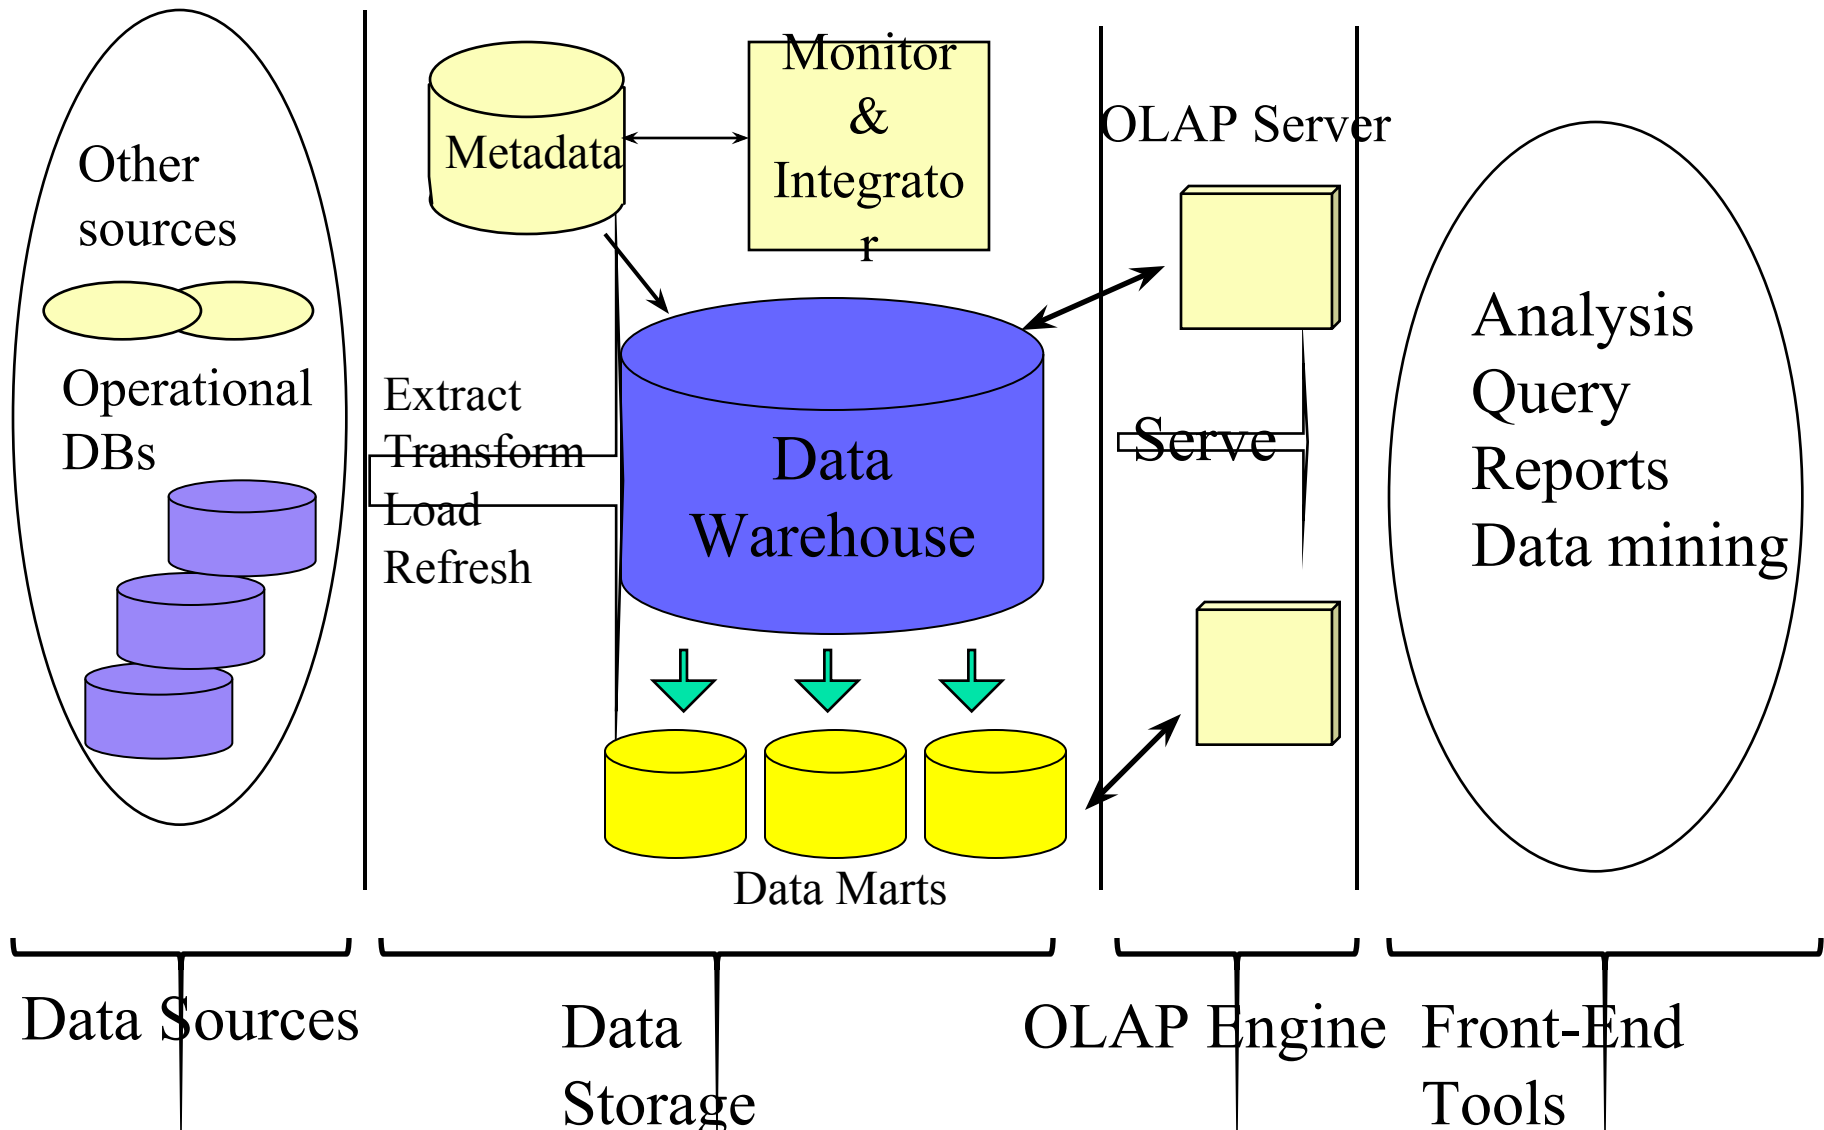 Other
sources
Operational
DBs
Extract
Transform
Load
Refresh
Metadata
Monitor
&
Integrato
r
Data
Warehouse
Data Marts
OLAP Server
Serve
Analysis
Query
Reports
Data mining
Data Sources
Data
Storage
OLAP Engine
Front-End
Tools